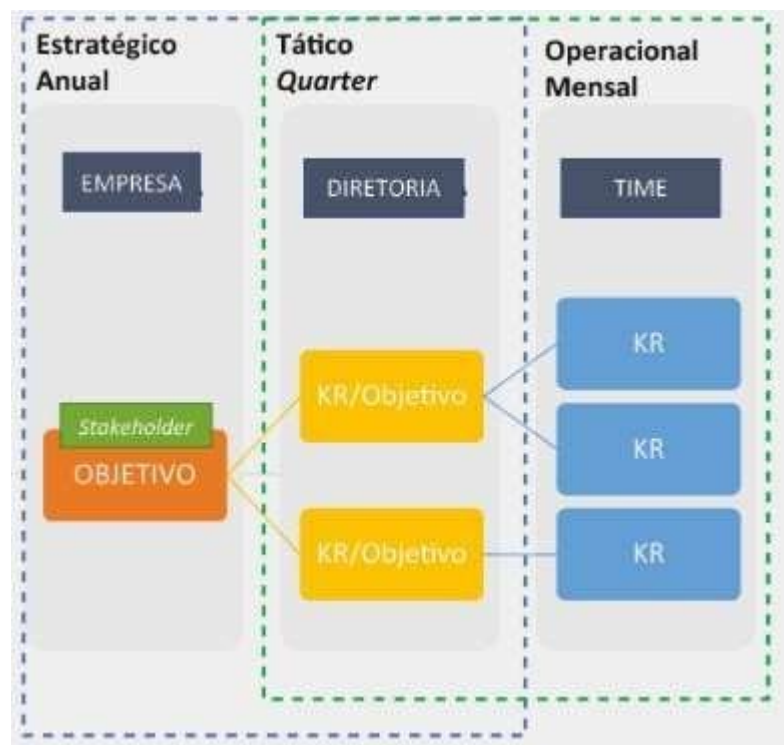 Estratégico
Anual
Tático
Quarter
Operacional
Mensal
EMPRESA
DIRETORIA
TIME
Stakeholder
OBJETIVO
KR/Objetivo
KR/Objetivo
KR
KR
KR